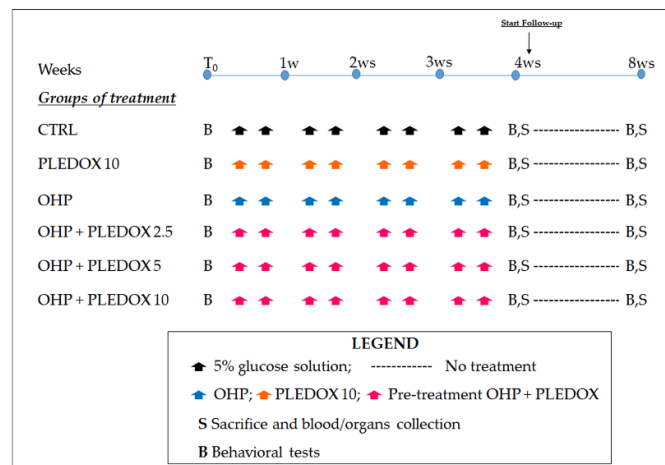 Start Follow-up
Weeks T₀ 1w 2ws 3ws 4ws 8ws
Groups of treatment
CTRL B B,S -------------------- B,S
PLEDOX 10 B B,S -------------------- B,S
OHP B B,S -------------------- B,S
OHP + PLEDOX 2.5 B B,S -------------------- B,S
OHP + PLEDOX 5 B B,S -------------------- B,S
OHP + PLEDOX 10 B B,S -------------------- B,S
LEGEND
5% glucose solution; ------------- No treatment
OHP; PLEDOX 10; Pre-treatment OHP + PLEDOX
S Sacrifice and blood/organs collection
B Behavioral tests